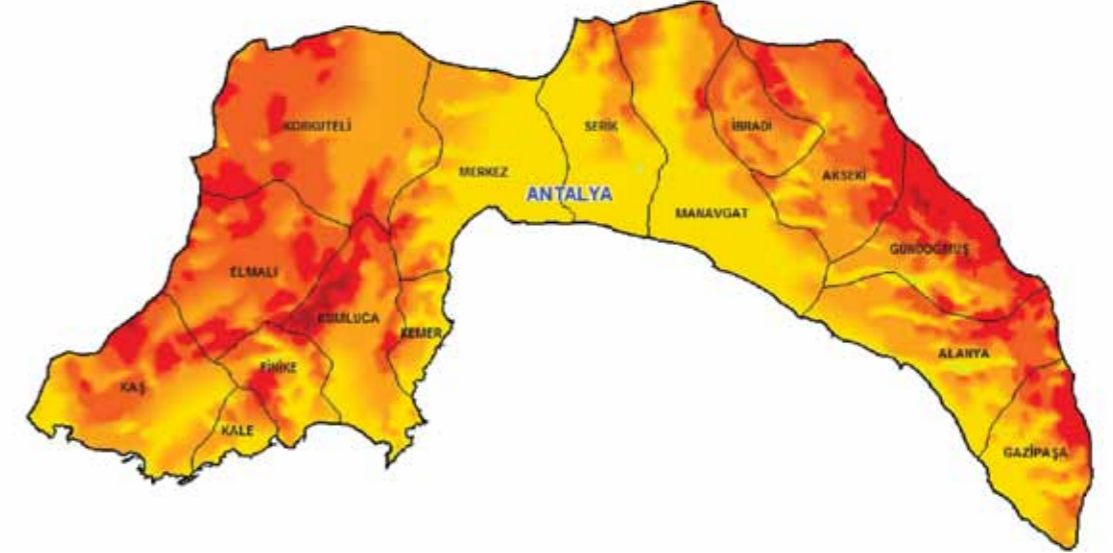 KORKUTELİ
SERİK
İBRADI
MERKEZ
AKSEKİ
ANTALYA
MANAVGAT
GÜNDOĞMUŞ
ELMALI
KUMLUCA
KEMER
ALANYA
FİNİKE
KAŞ
KALE
GAZİPAŞA